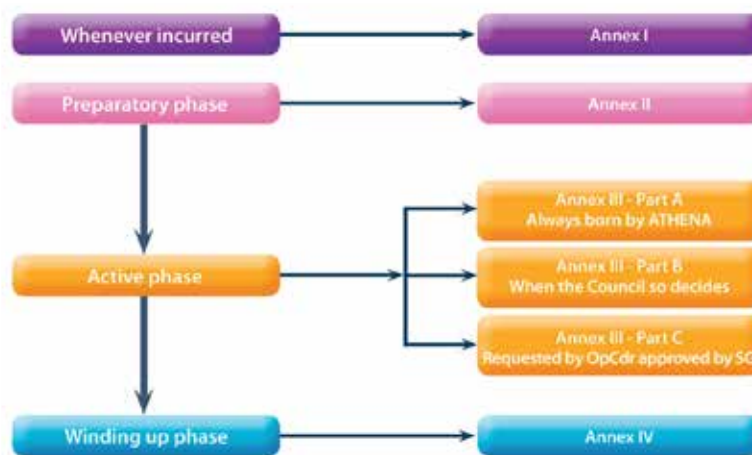 Whenever incurred
Annex I
Preparatory phase
Annex II
Annex III - Part A
Always born by ATHENA
Active phase
Annex III - Part B
When the Council so decides
Annex III - Part C
Requested by OpCdr approved by SC
Winding up phase
Annex IV